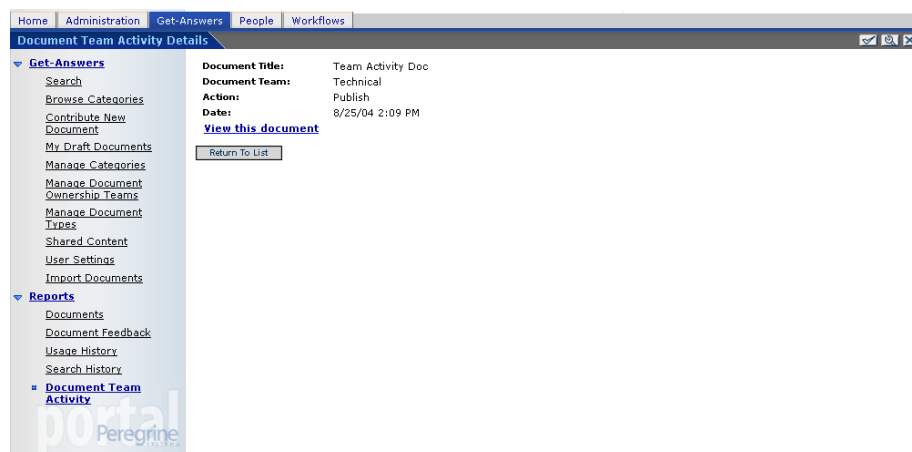 Home Administration Get-Answers People Workflows
Document Team Activity Details
Get-Answers
Search
Browse Categories
Contribute New
Document
My Draft Documents
Manage Categories
Manage Document
Ownership Teams
Manage Document
Types
Shared Content
User Settings
Import Documents
Reports
Documents
Document Feedback
Usage History
Search History
Document Team
Activity
portal
Peregrine
Document Title: Team Activity Doc
Document Team: Technical
Action: Publish
Date: 8/25/04 2:09 PM
View this document
Return To List